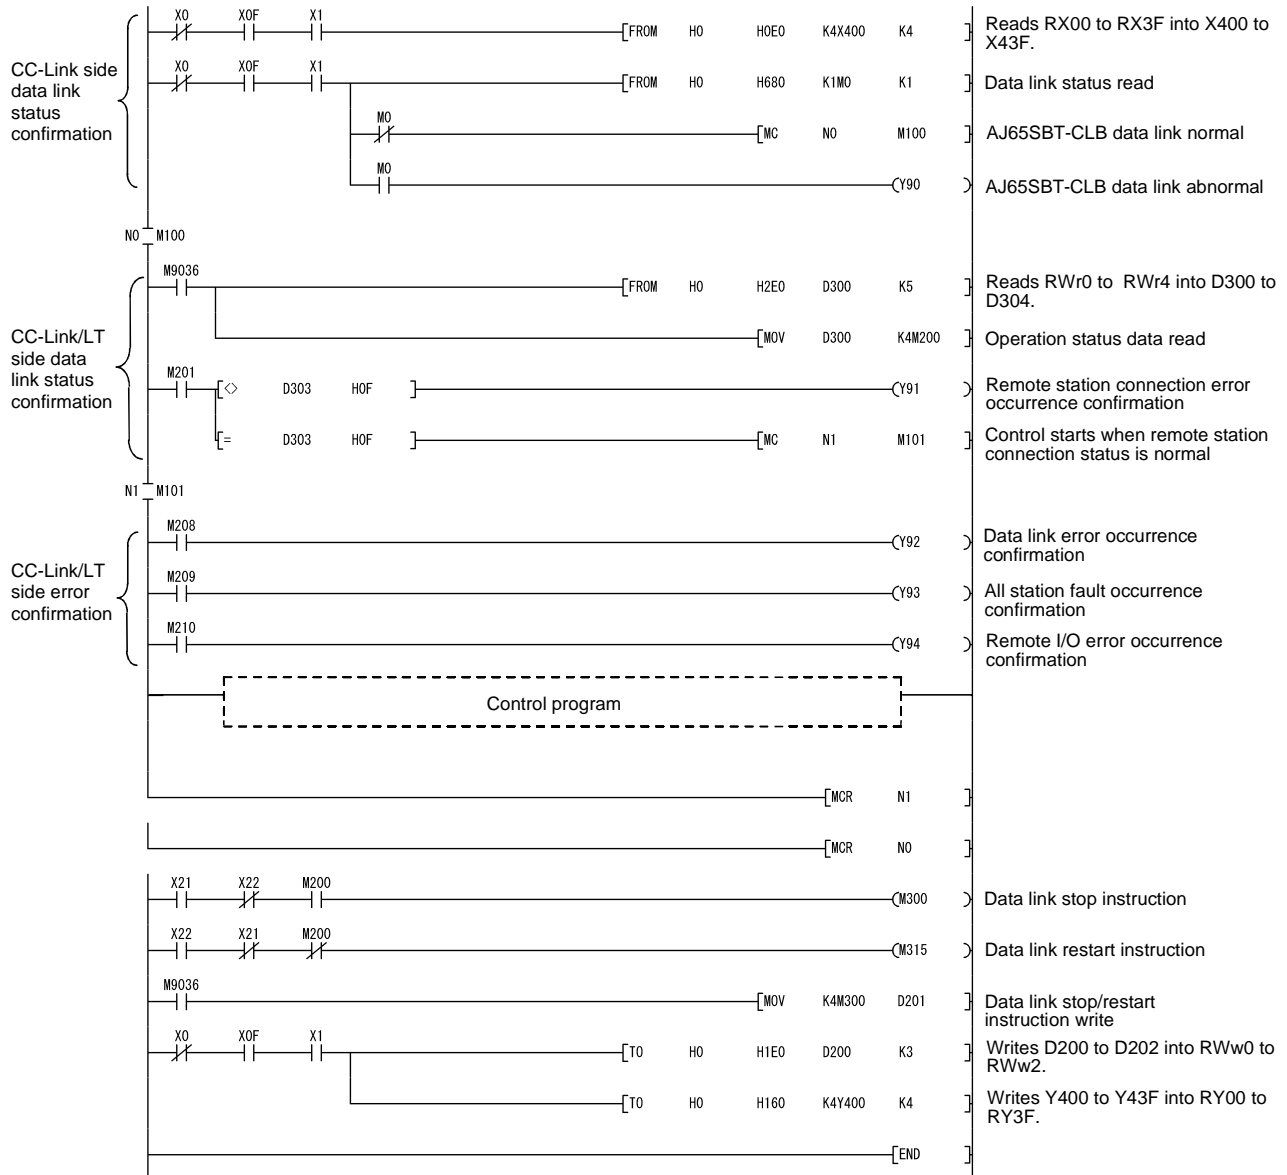 X0 X0F X1
[FROM H0 H0E0 K4X400 K4 ]
Reads RX00 to RX3F into X400 to
X43F.
CC-Link side
data link
status
confirmation
X0 X0F X1
[FROM H0 H680 K1M0 K1 ]
Data link status read
M0
[MC N0 M100 ]
AJ65SBT-CLB data link normal
M0
(Y90 )
AJ65SBT-CLB data link abnormal
N0 M100
M9036
[FROM H0 H2E0 D300 K5 ]
Reads RWr0 to RWr4 into D300 to
D304.
CC-Link/LT
side data
link status
confirmation
[MOV D300 K4M200 ]
Operation status data read
M201
[<> D303 H0F ]
(Y91 )
Remote station connection error
occurrence confirmation
[= D303 H0F ]
[MC N1 M101 ]
Control starts when remote station
connection status is normal
N1 M101
CC-Link/LT
side error
confirmation
M208
(Y92 )
Data link error occurrence
confirmation
M209
(Y93 )
All station fault occurrence
confirmation
M210
(Y94 )
Remote I/O error occurrence
confirmation
Control program
[MCR N1 ]
[MCR N0 ]
X21 X22 M200
(M300 )
Data link stop instruction
X22 X21 M200
(M315 )
Data link restart instruction
M9036
[MOV K4M300 D201 ]
Data link stop/restart
instruction write
X0 X0F X1
[TO H0 H1E0 D200 K3 ]
Writes D200 to D202 into RWw0 to
RWw2.
[TO H0 H160 K4Y400 K4 ]
Writes Y400 to Y43F into RY00 to
RY3F.
[END ]